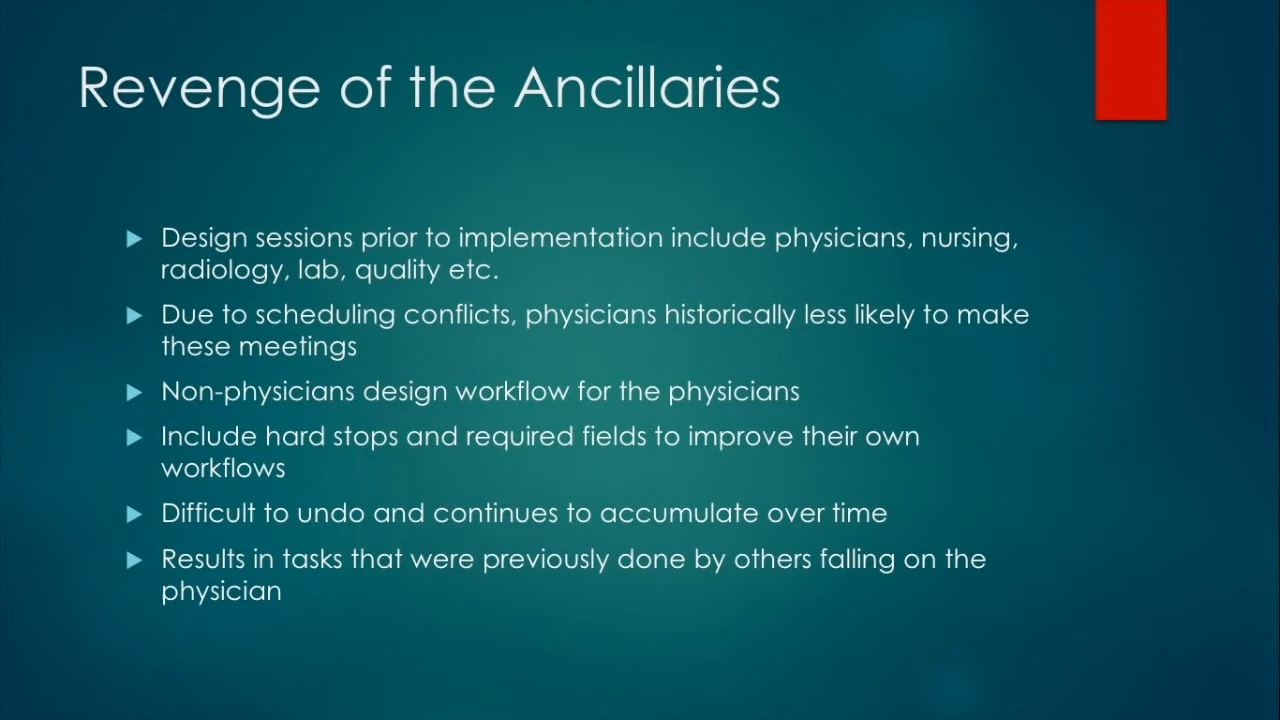 Revenge of the Ancillaries
Design sessions prior to implementation include physicians, nursing,
radiology, lab, quality etc.
Due to scheduling conflicts, physicians historically less likely to make
these meetings
Non-physicians design workflow for the physicians
Include hard stops and required fields to improve their own
workflows
Difficult to undo and continues to accumulate over time
Results in tasks that were previously done by others falling on the
physician